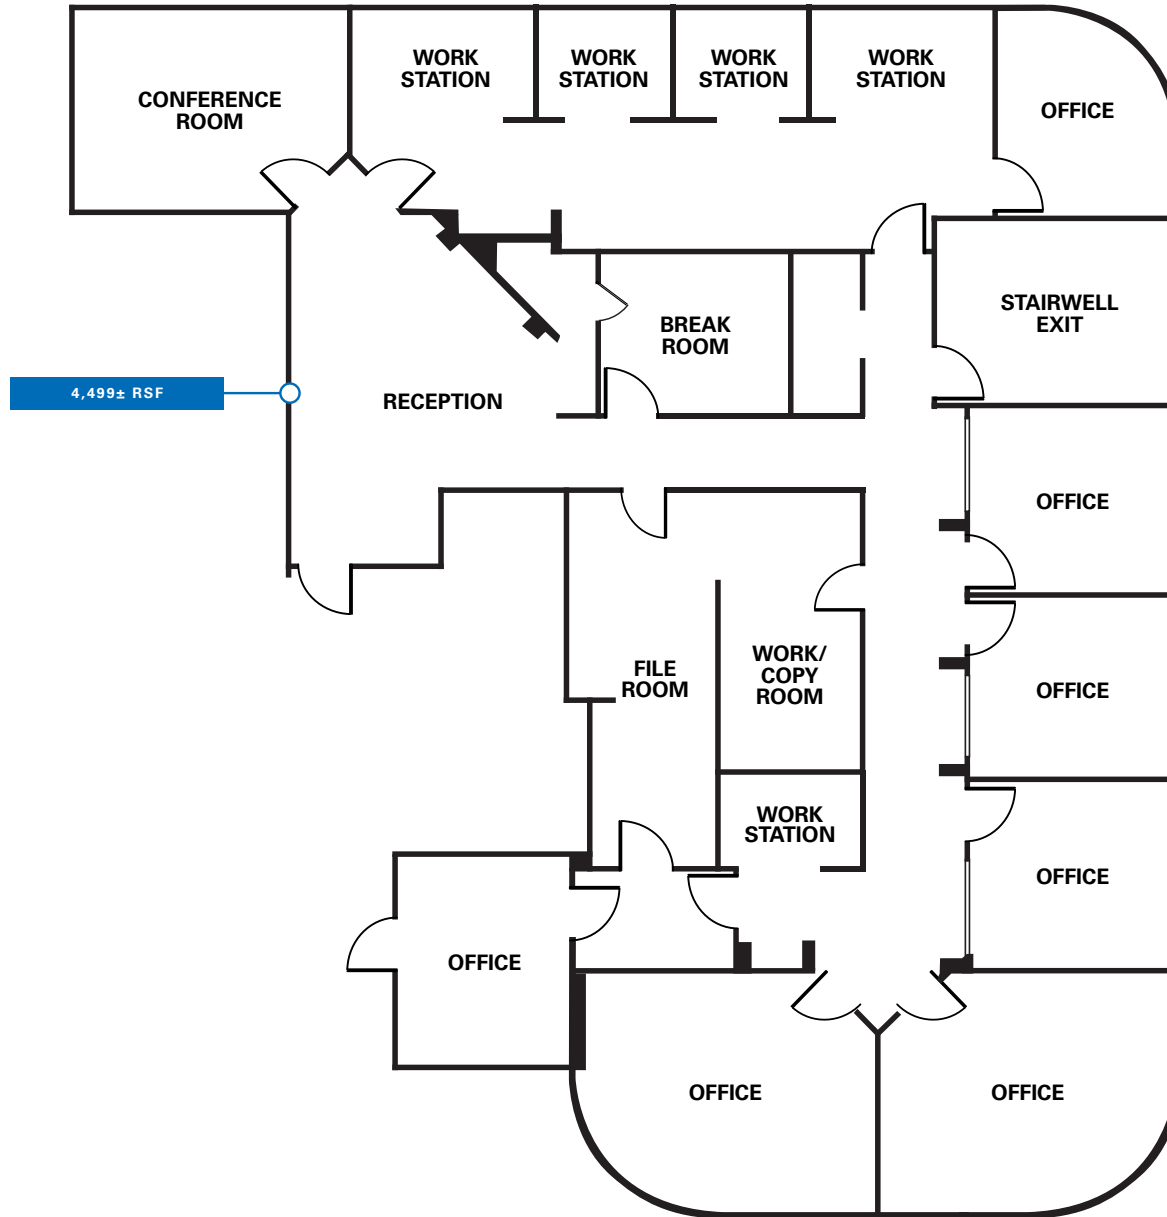 WORK
STATION
WORK
STATION
WORK
STATION
WORK
STATION
CONFERENCE
ROOM
OFFICE
STAIRWELL
EXIT
BREAK
ROOM
4,499± RSF
RECEPTION
OFFICE
FILE
ROOM
WORK/
COPY
ROOM
OFFICE
WORK
STATION
OFFICE
OFFICE
OFFICE
OFFICE